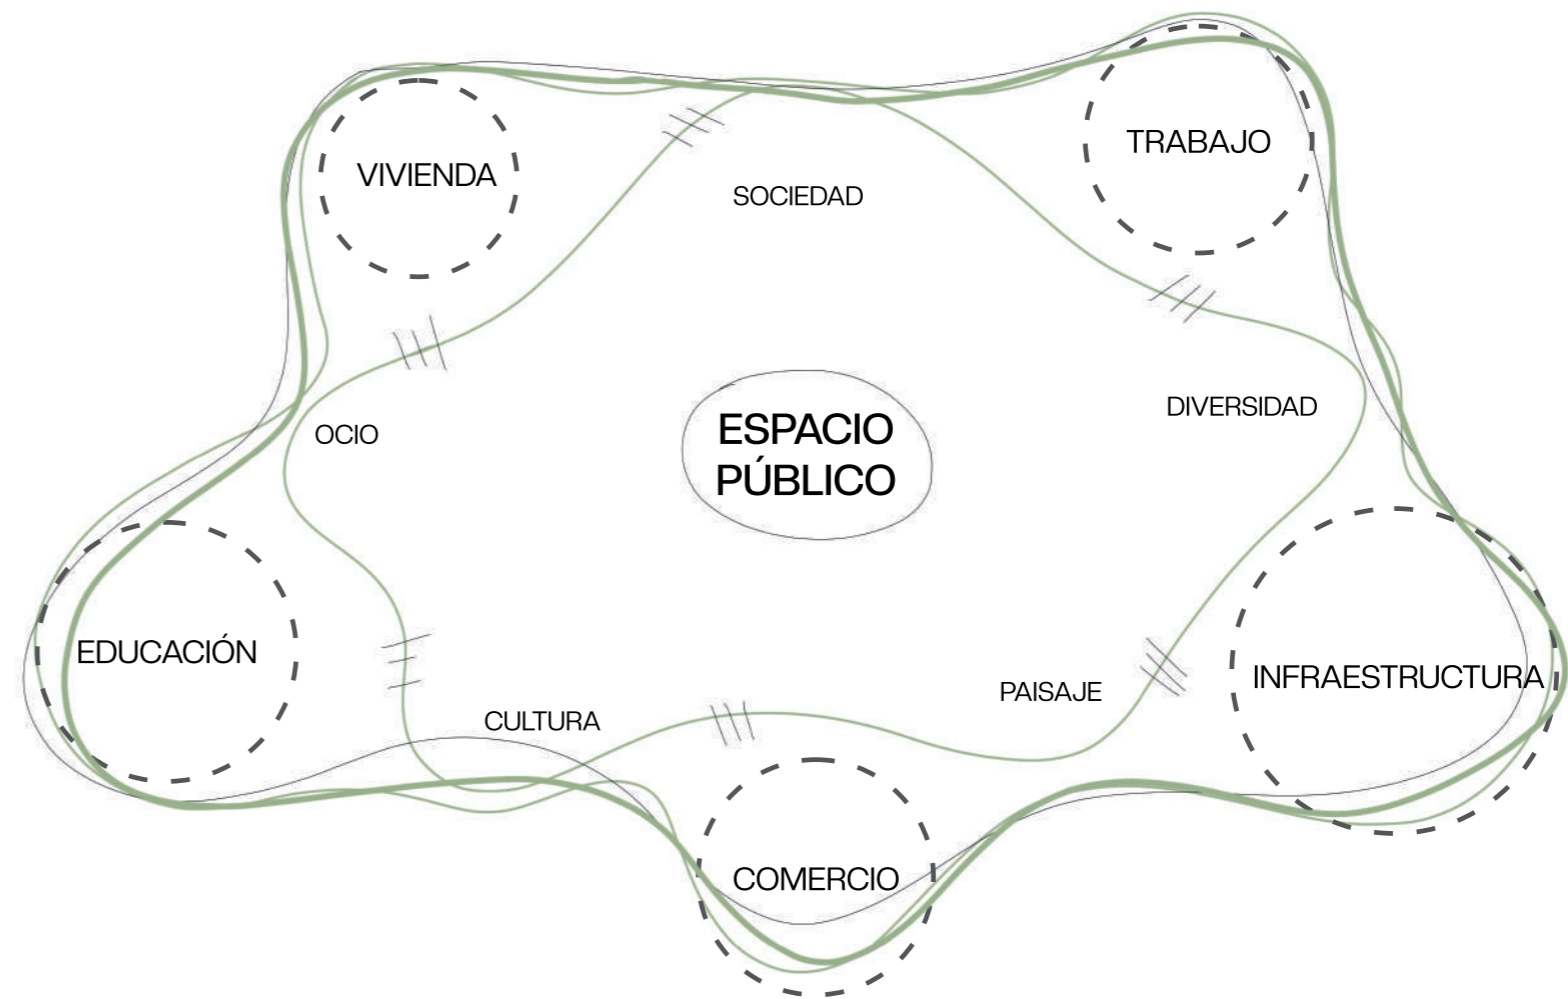 TRABAJO
VIVIENDA
SOCIEDAD
DIVERSIDAD
OCIO
ESPACIO
PÚBLICO
EDUCACIÓN
INFRAESTRUCTURA
PAISAJE
CULTURA
COMERCIO